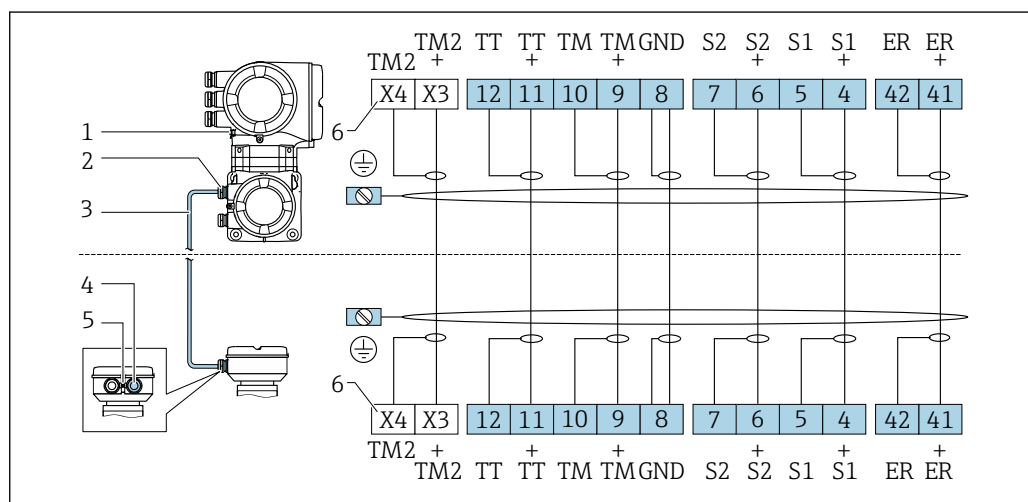 TM2 TT TT TM TM GND S2 S2 S1 S1 ER ER
TM2 + + + + + +
X4 X3 12 11 10 9 8 7 6 5 4 42 41
6
1
2
3
4
5
6
X4 X3 12 11 10 9 8 7 6 5 4 42 41
TM2 + + + + + +
TM2 TT TT TM TM GND S2 S2 S1 S1 ER ER